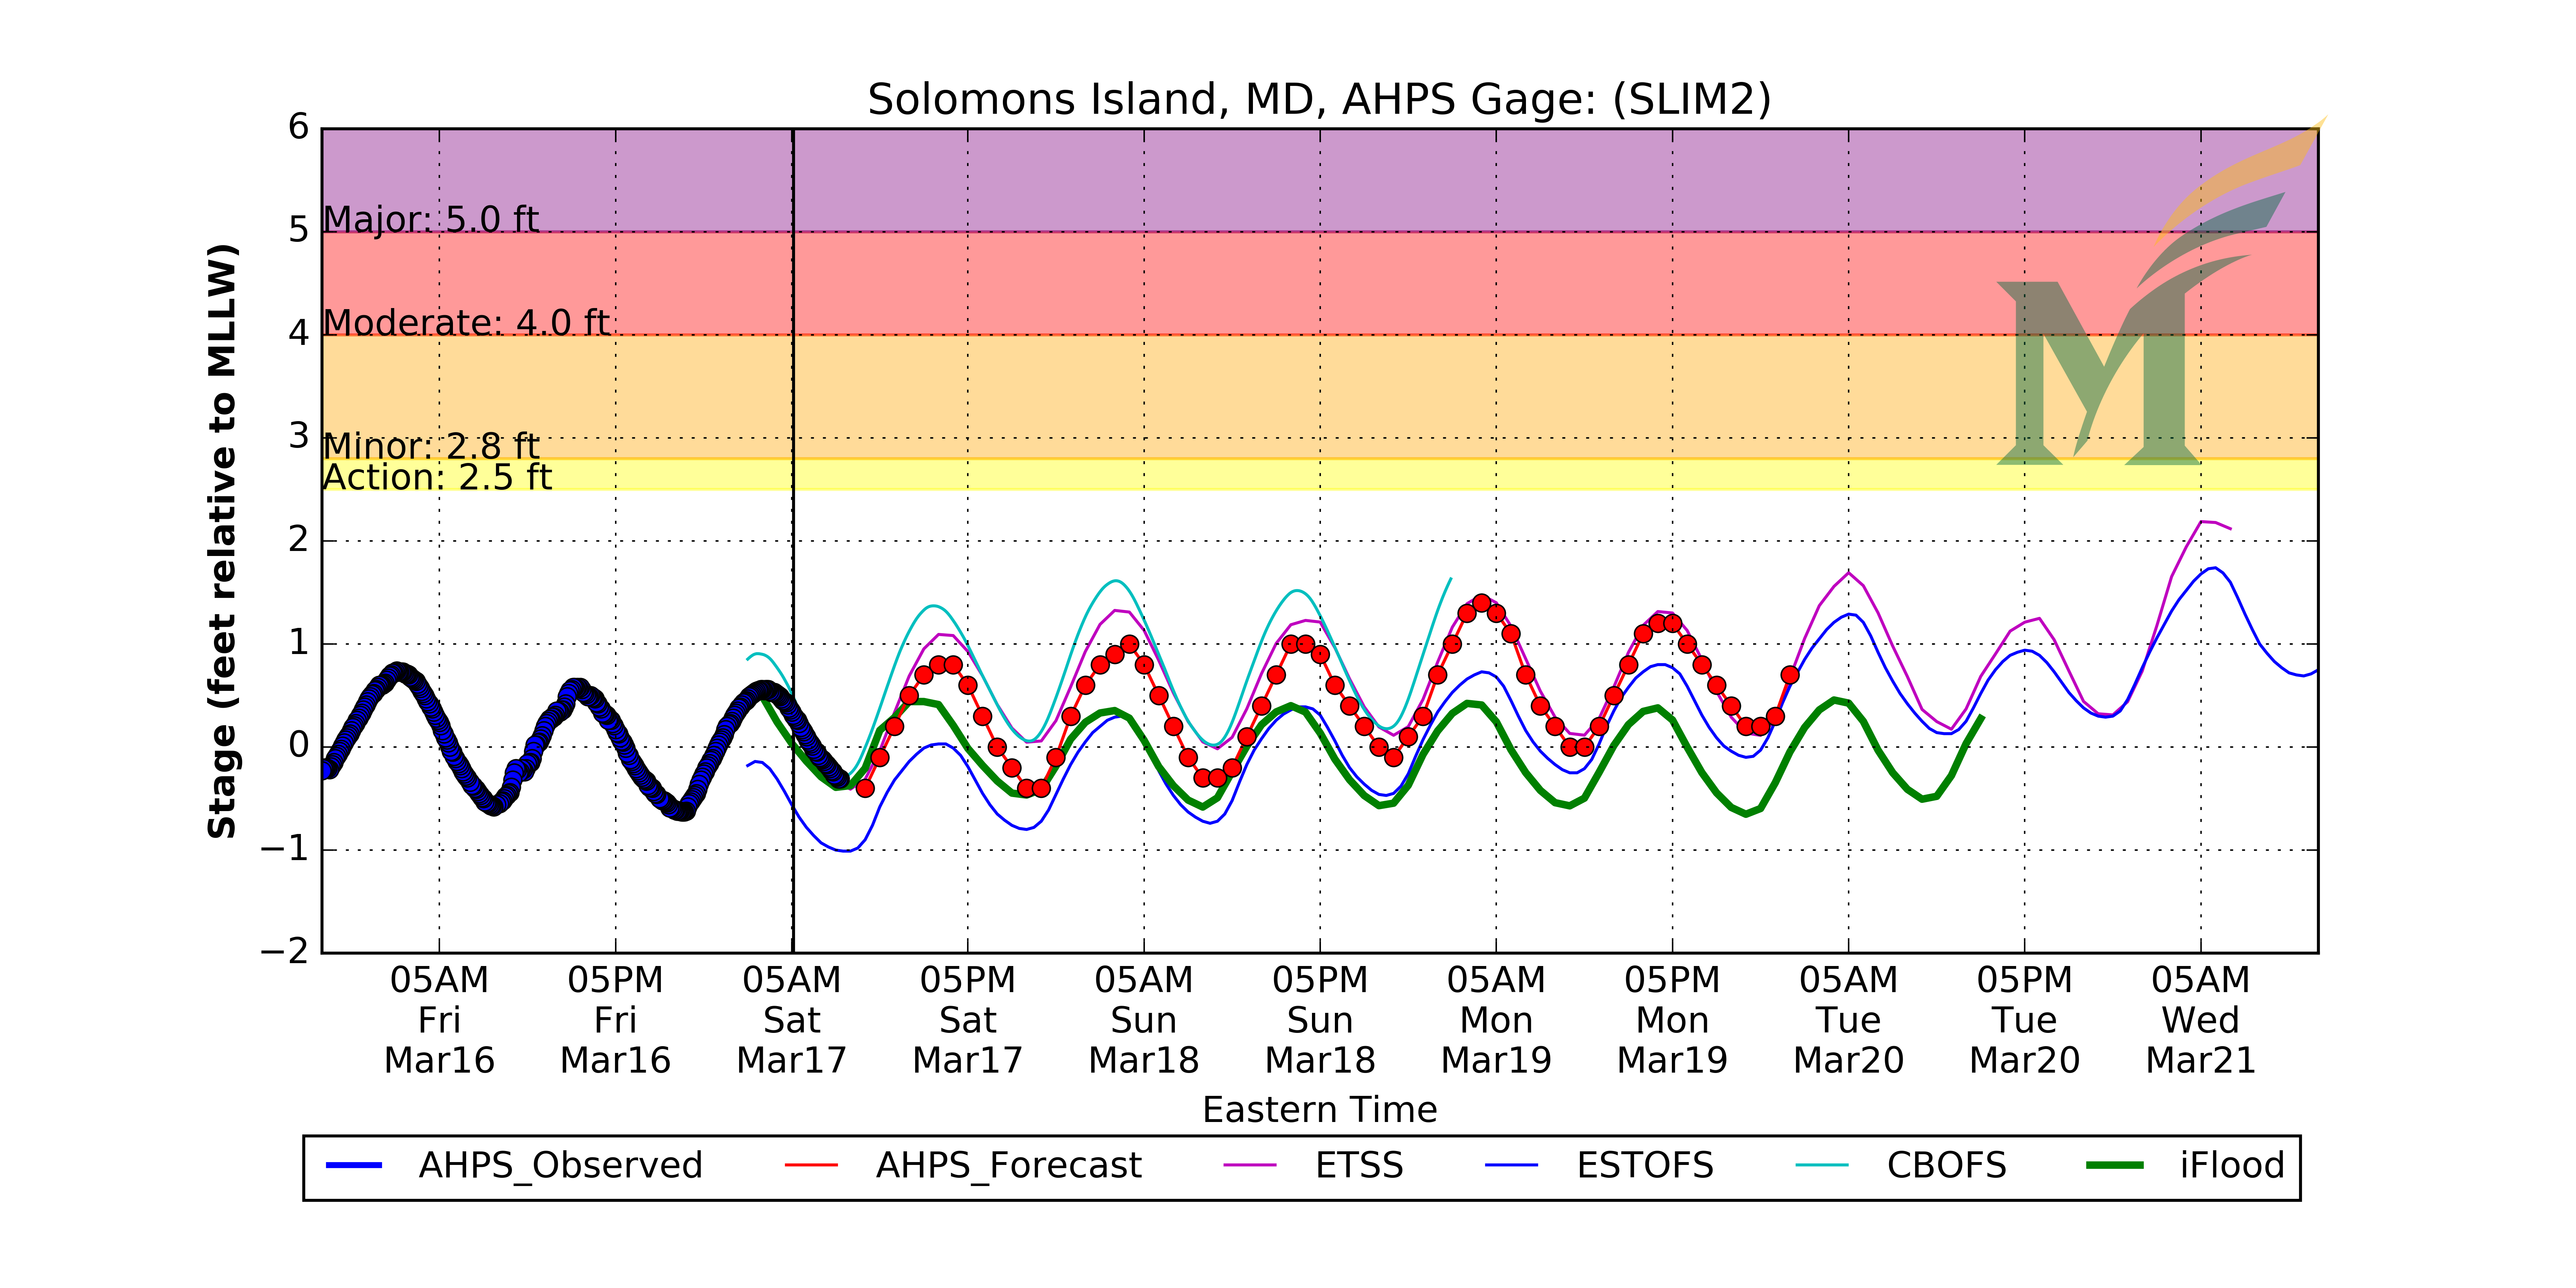 Solomons Island, MD, AHPS Gage: (SLIM2)
6
5
4
3
2
1
0
−1
−2
Stage (feet relative to MLLW)
Major: 5.0 ft
Moderate: 4.0 ft
Minor: 2.8 ft
Action: 2.5 ft
M
05AM 05PM 05AM 05PM 05AM 05PM 05AM 05PM 05AM 05PM 05AM
Fri Fri Sat Sat Sun Sun Mon Mon Tue Tue Wed
Mar16 Mar16 Mar17 Mar17 Mar18 Mar18 Mar19 Mar19 Mar20 Mar20 Mar21
Eastern Time
AHPS_Observed AHPS_Forecast ETSS ESTOFS CBOFS iFlood